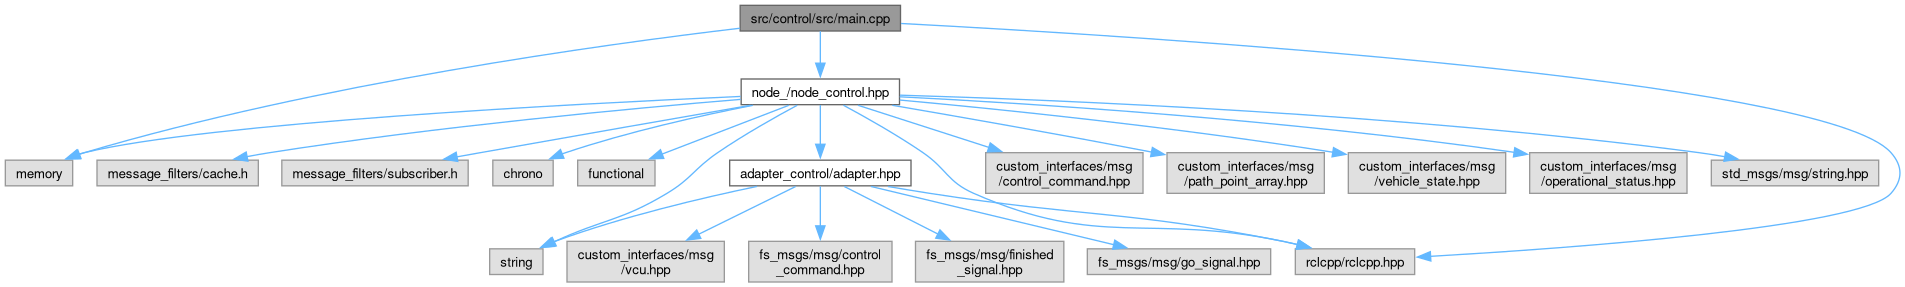 src/control/src/main.cpp
node_/node_control.hpp
memory
message_filters/cache.h
message_filters/subscriber.h
chrono
functional
adapter_control/adapter.hpp
custom_interfaces/msg
/control_command.hpp
custom_interfaces/msg
/path_point_array.hpp
custom_interfaces/msg
/vehicle_state.hpp
custom_interfaces/msg
/operational_status.hpp
std_msgs/msg/string.hpp
string
custom_interfaces/msg
/vcu.hpp
fs_msgs/msg/control
_command.hpp
fs_msgs/msg/finished
_signal.hpp
fs_msgs/msg/go_signal.hpp
rclcpp/rclcpp.hpp